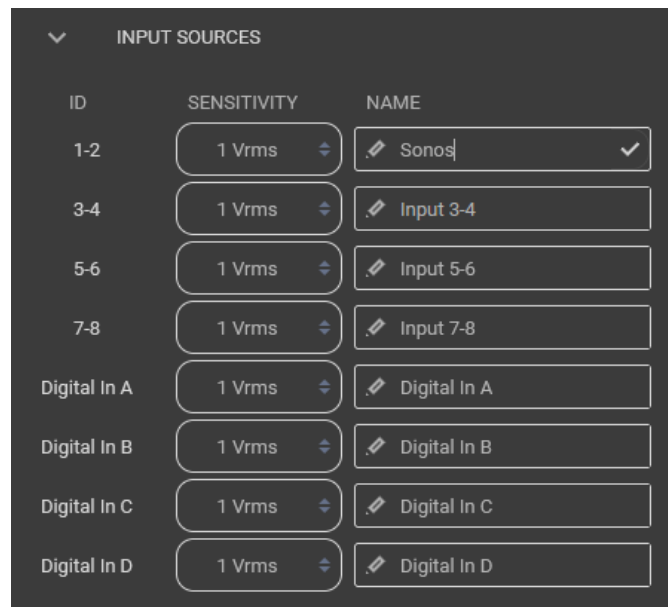 INPUT SOURCES
ID SENSITIVITY NAME
1-2 1 Vrms Sonos
3-4 1 Vrms Input 3-4
5-6 1 Vrms Input 5-6
7-8 1 Vrms Input 7-8
Digital In A 1 Vrms Digital In A
Digital In B 1 Vrms Digital In B
Digital In C 1 Vrms Digital In C
Digital In D 1 Vrms Digital In D